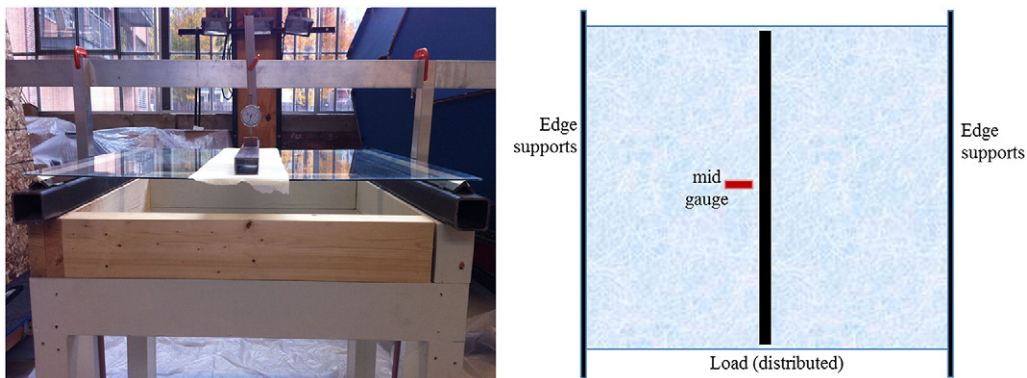 Edge
supports
mid
gauge
Edge
supports
Load (distributed)